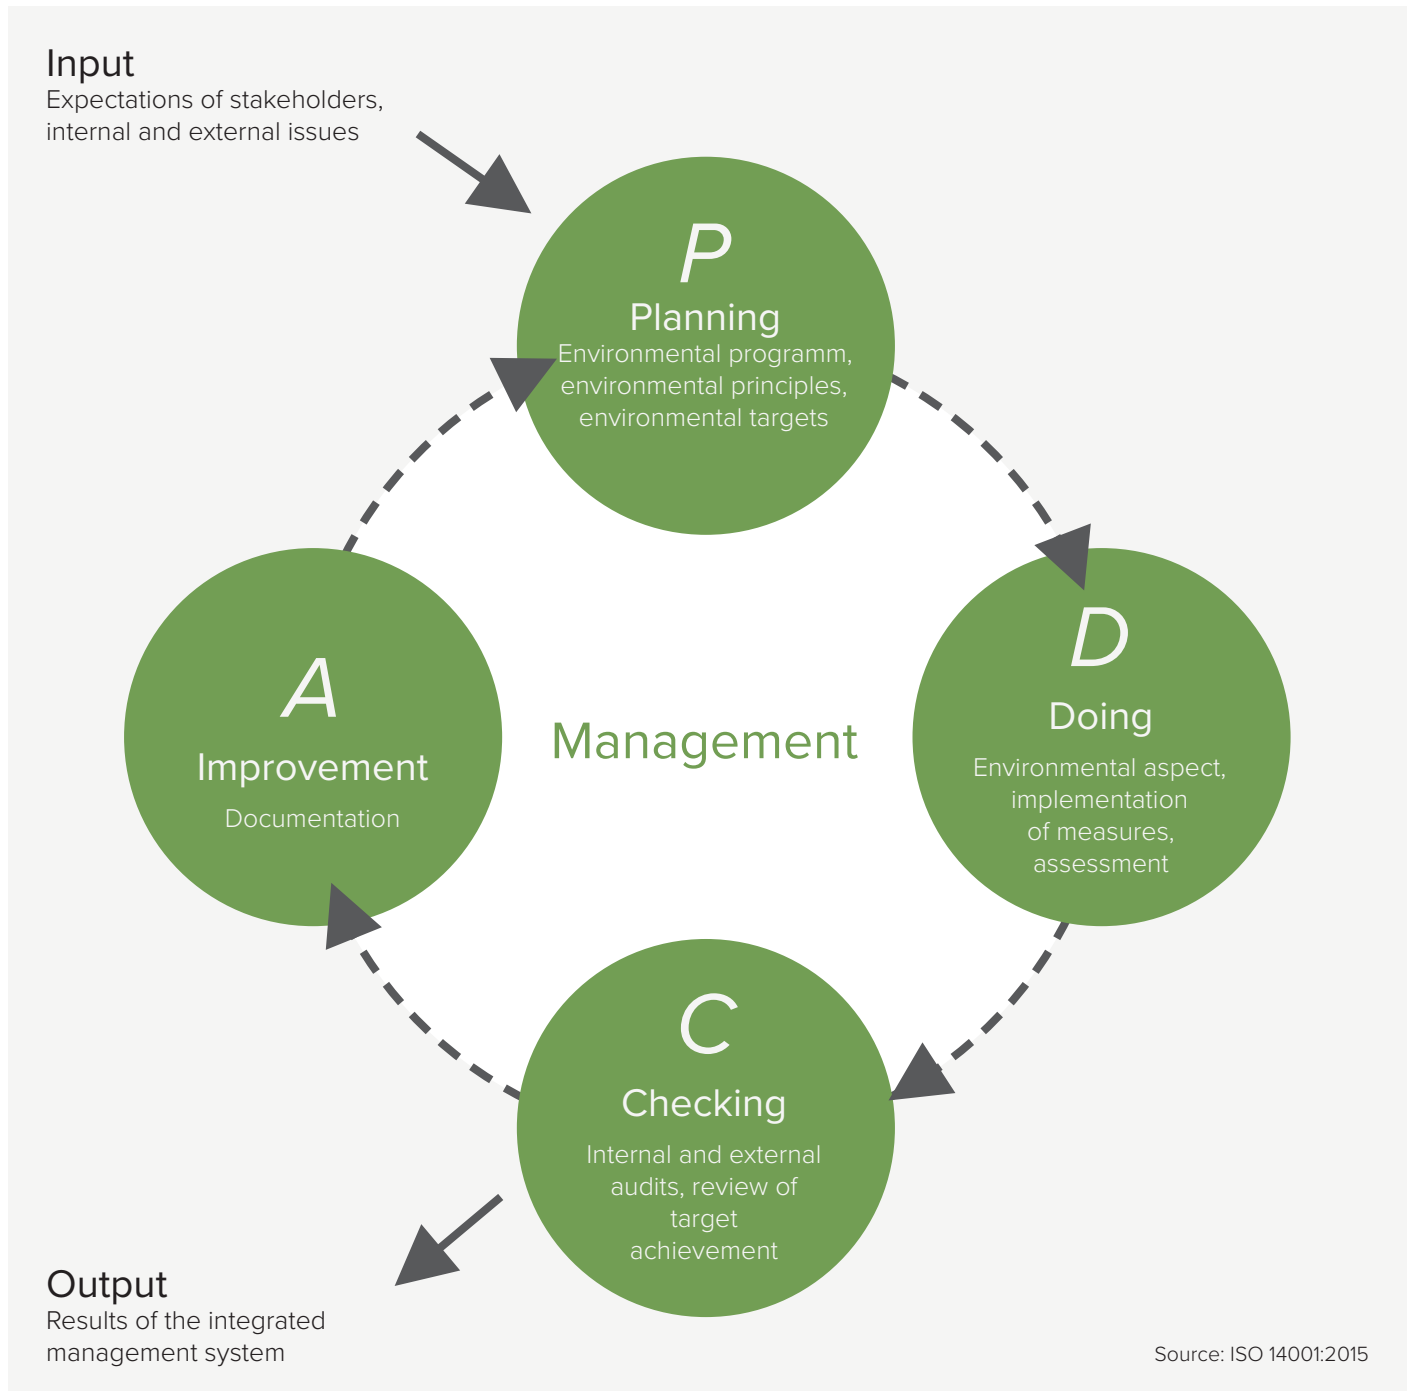 Input
Expectations of stakeholders,
internal and external issues
P
Planning
Environmental programm,
environmental principles,
environmental targets
D
Doing
Environmental aspect,
implementation
of measures,
assessment
Management
A
Improvement
Documentation
C
Checking
Internal and external
audits, review of
target
achievement
Output
Results of the integrated
management system
Source: ISO 14001:2015